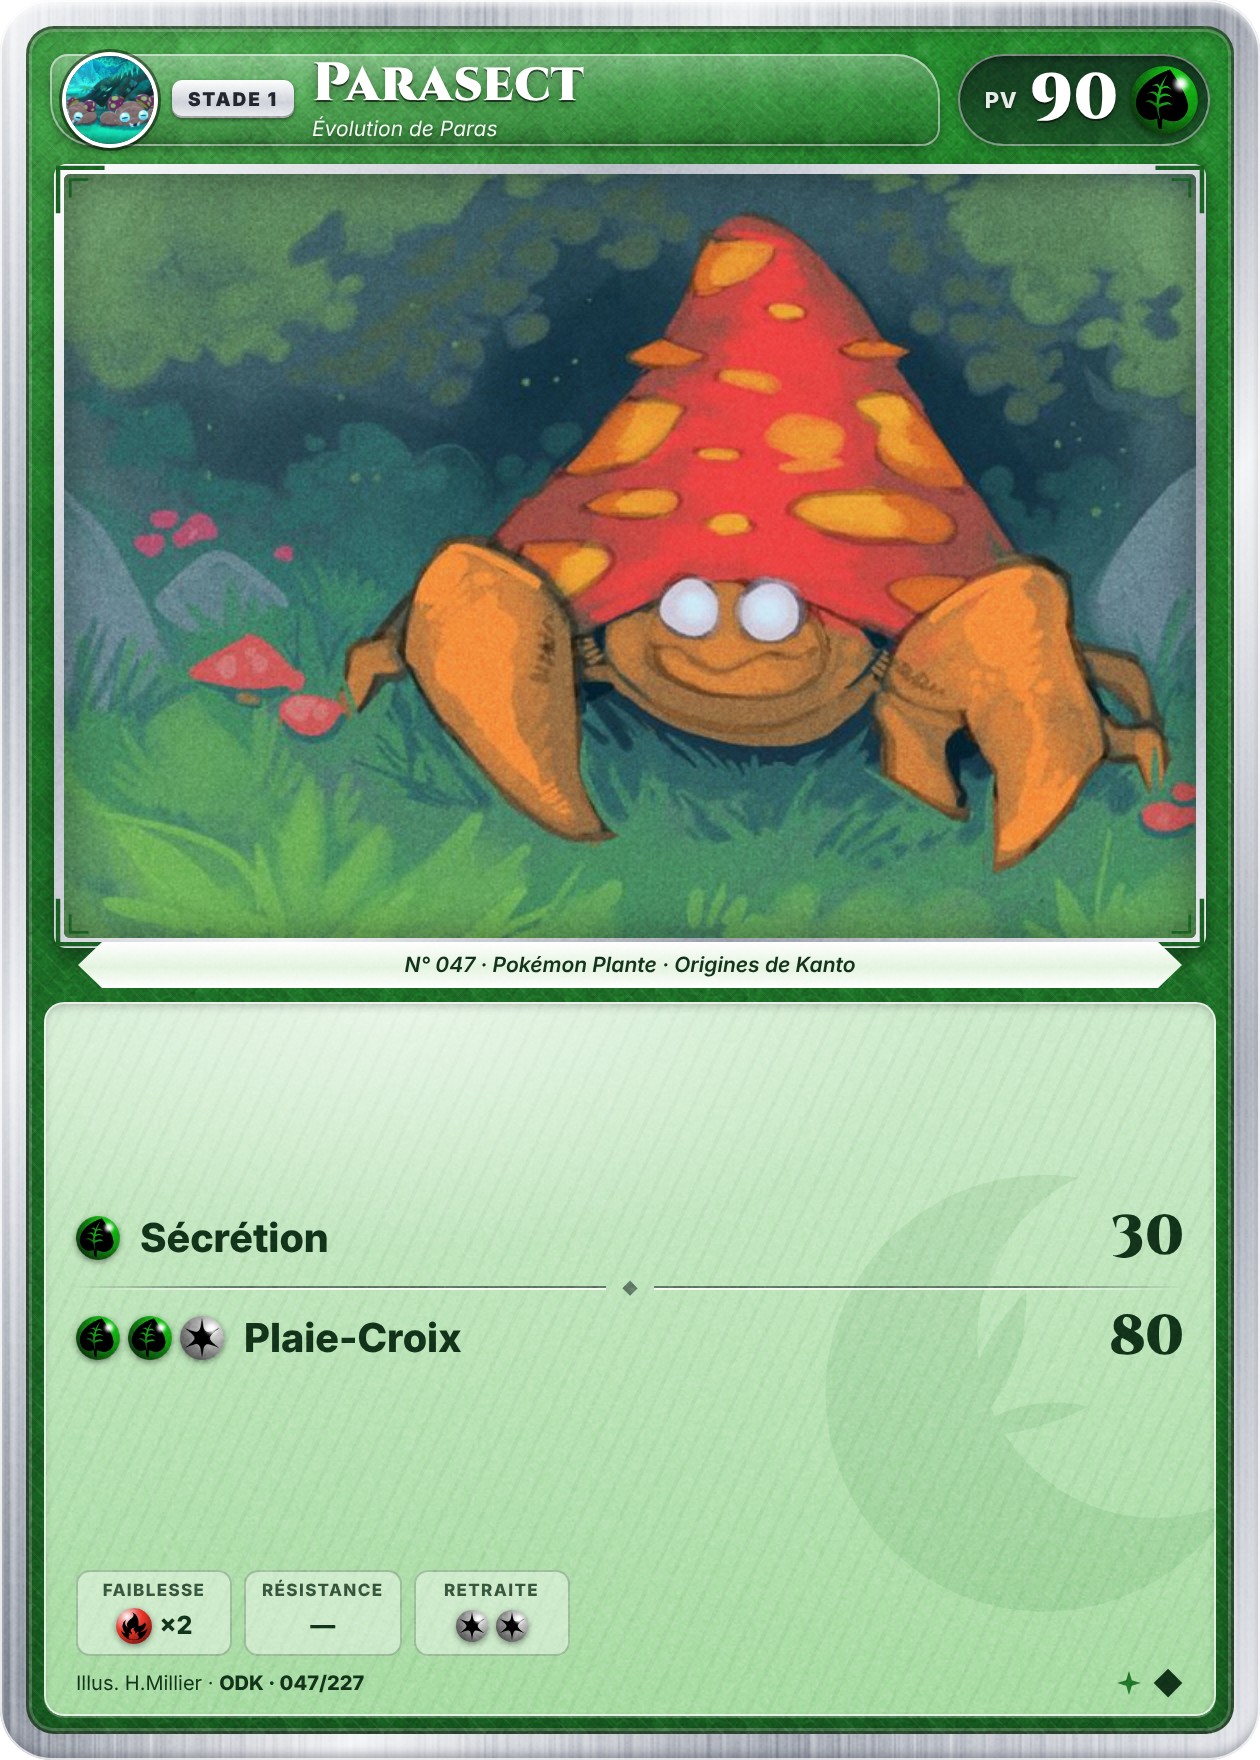 STADE 1
Parasect
Évolution de Paras
PV 90
N° 047 · Pokémon Plante · Origines de Kanto
Sécrétion 30
Plaie-Croix 80
FAIBLESSE
×2
RÉSISTANCE
—
RETRAITE
Illus. H.Millier · ODK · 047/227